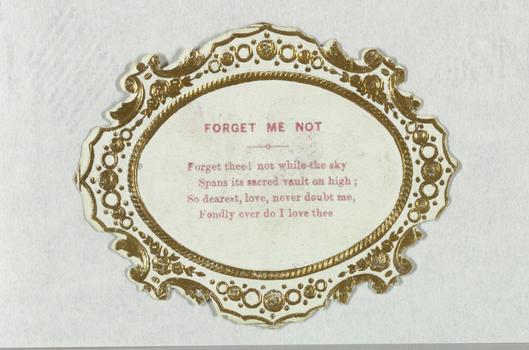 FORGET ME NOT
Forget thee! not while the sky
Spans its sacred vault on high;
So dearest, love, never doubt me,
Fondly ever do I love thee